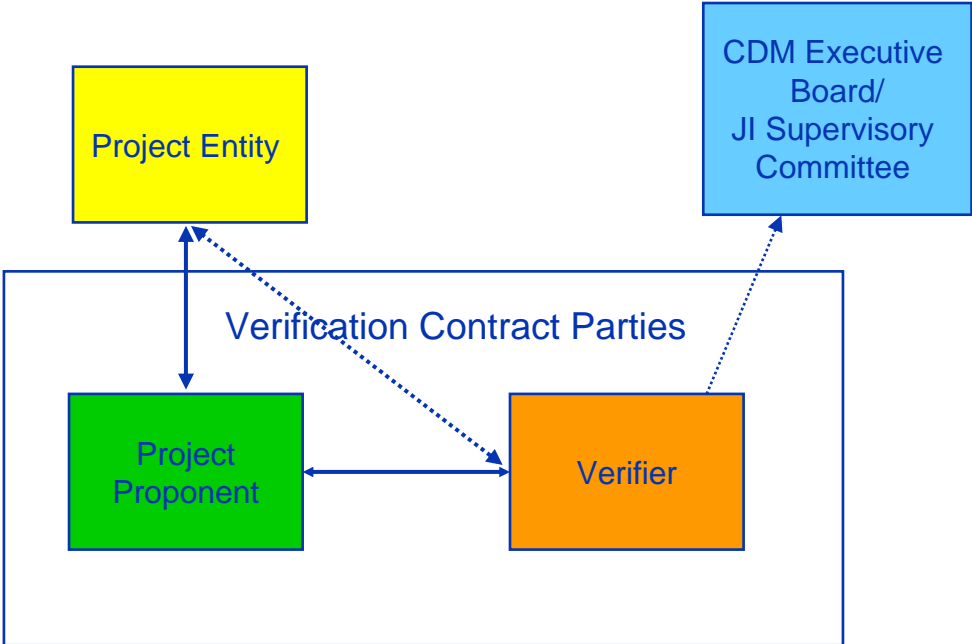 CDM Executive
Board/
JI Supervisory
Committee
Project Entity
Verification Contract Parties
Project
Proponent
Verifier